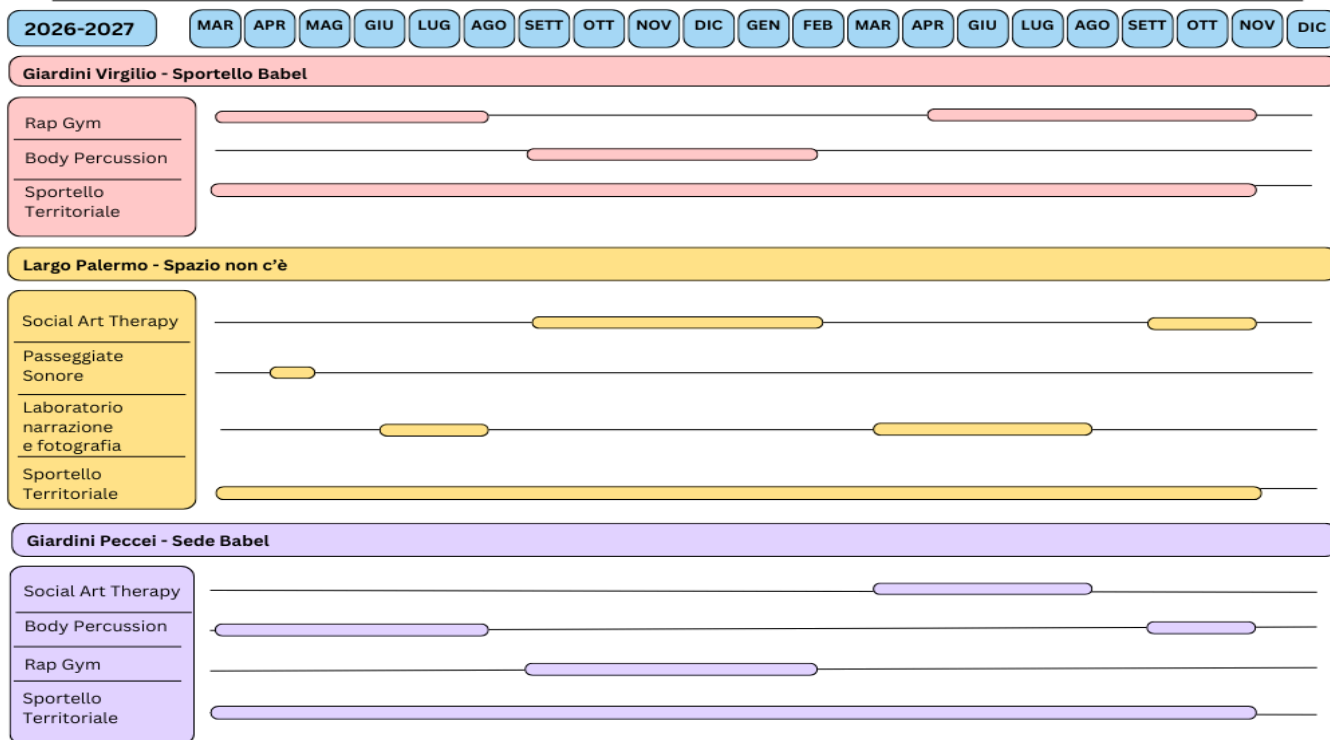 2026-2027 MAR APR MAG GIU LUG AGO SETT OTT NOV DIC GEN FEB MAR APR GIU LUG AGO SETT OTT NOV DIC
Giardini Virgilio - Sportello Babel
Rap Gym
Body Percussion
Sportello
Territoriale
Largo Palermo - Spazio non c'è
Social Art Therapy
Passeggiate
Sonore
Laboratorio
narrazione
e fotografia
Sportello
Territoriale
Giardini Peccei - Sede Babel
Social Art Therapy
Body Percussion
Rap Gym
Sportello
Territoriale